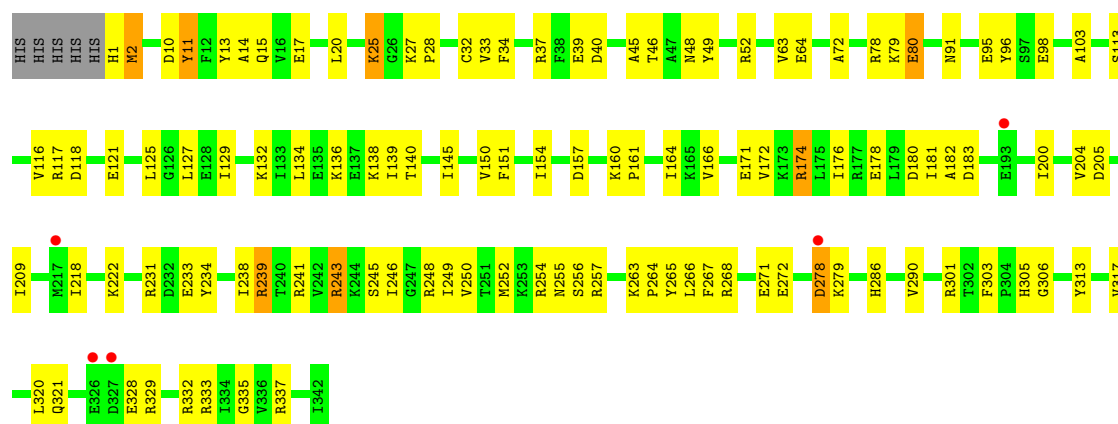 HIS HIS HIS HIS HIS H1 M2 D10 Y11 F12 Y13 A14 Q15 V16 E17 L20 K25 G26 K27 P28 C32 V33 F34 R37 F38 E39 D40 A45 T46 A47 N48 Y49 R52 V63 E64 A72 R78 K79 E80 N91 E95 Y96 S97 E98 A103 S113
V116 R117 D118 E121 L125 G126 L127 E128 I129 K132 I133 L134 E135 K136 E137 K138 I139 T140 I145 V150 F151 I154 D157 K160 P161 I164 K165 V166 E171 V172 K173 R174 L175 I176 R177 E178 L179 D180 I181 A182 D183 E193 I200 V204 D205
I209 M217 I218 K222 R231 D232 E233 Y234 I238 R239 T240 R241 V242 R243 K244 S245 I246 G247 R248 I249 V250 T251 M252 K253 R254 N255 S256 R257 K263 P264 Y265 L266 F267 R268 E271 E272 D278 K279 H286 V290 R301 T302 F303 P304 H305 G306 Y313 V317
L320 Q321 E326 D327 E328 R329 R332 R333 I334 G335 V336 R337 I342